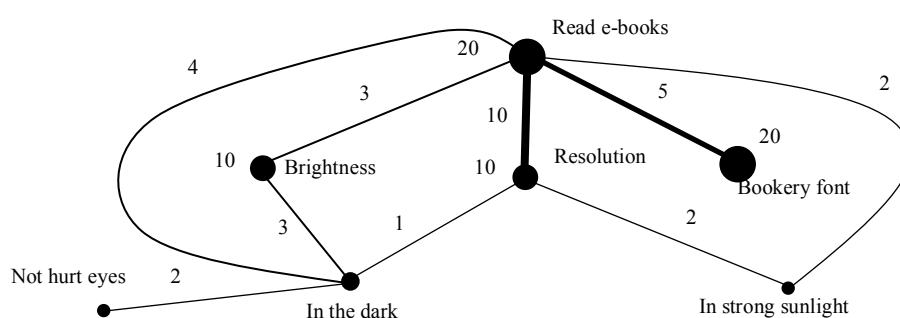 Read e-books
20
4
2
3
5
10
20
10
Brightness
10
Resolution
Bookery font
3
1
2
Not hurt eyes
2
In the dark
In strong sunlight